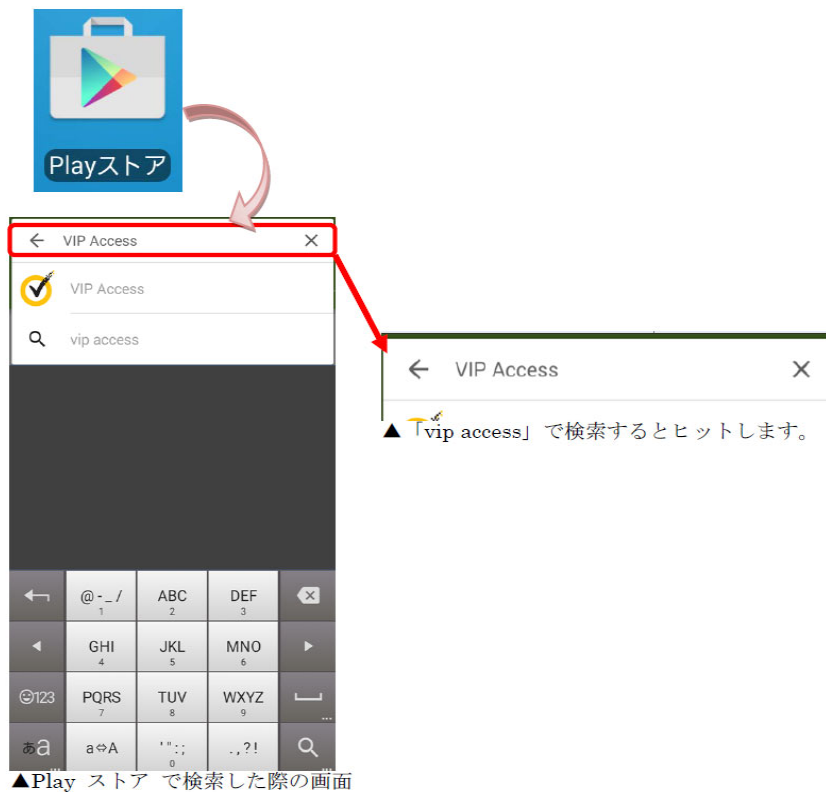 Playストア
← VIP Access ×
VIP Access
vip access
← VIP Access ×
▲「vip access」で検索するとヒットします。
@-_/
1
ABC
2
DEF
3
GHI
4
JKL
5
MNO
6
☺123
PQRS
7
TUV
8
WXYZ
9
...
あa
...
a⇔A
'":;
0
.,?!
...
▲Play ストア で検索した際の画面